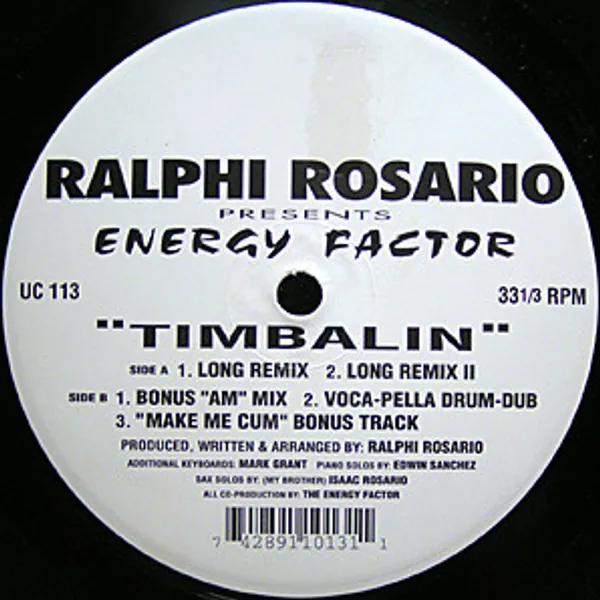 RALPHI ROSARIO
PRESENTS
ENERGY FACTOR
UC 113
33 1/3 RPM
"TIMBALIN"
SIDE A 1. LONG REMIX 2. LONG REMIX II
SIDE B 1. BONUS "AM" MIX 2. VOCA-PELLA DRUM-DUB
3. "MAKE ME CUM" BONUS TRACK
PRODUCED, WRITTEN & ARRANGED BY: RALPHI ROSARIO
ADDITIONAL KEYBOARDS: MARK GRANT PIANO SOLOS BY: EDWIN SANCHEZ
SAX SOLOS BY: (MY BROTHER) ISAAC ROSARIO
ALL CO-PRODUCTION BY: THE ENERGY FACTOR
7 42891 10131 1